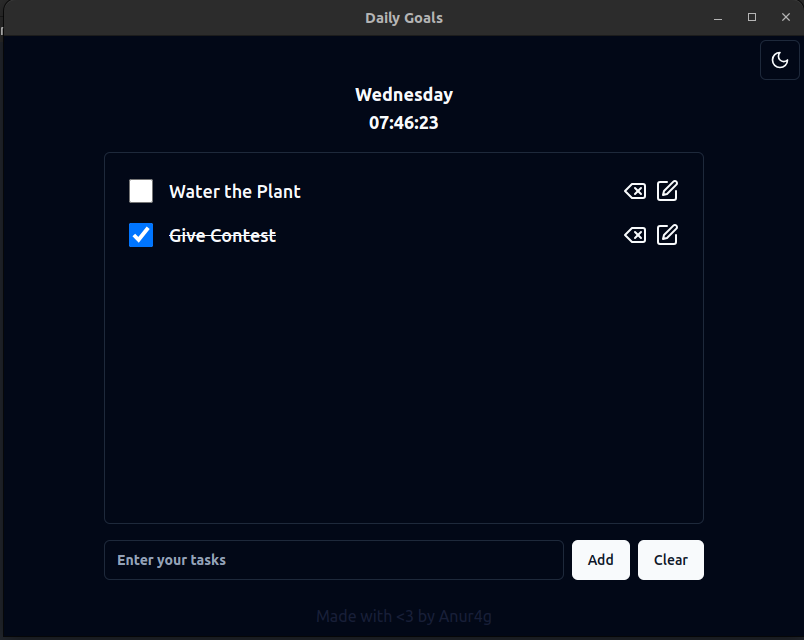 Daily Goals
Wednesday
07:46:23
Water the Plant
Give Contest
Enter your tasks
Add
Clear
Made with <3 by Anur4g